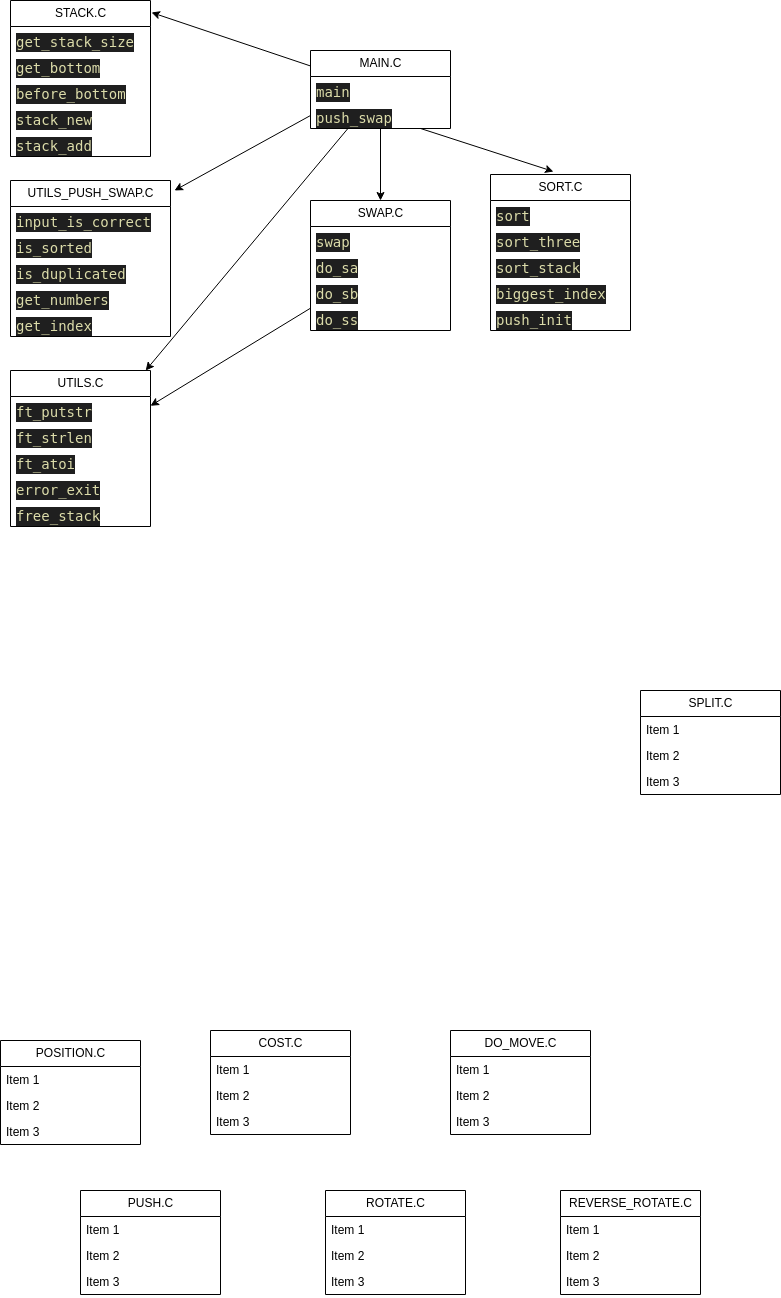 STACK.C
get_stack_size
get_bottom
before_bottom
stack_new
stack_add
MAIN.C
main
push_swap
UTILS_PUSH_SWAP.C
input_is_correct
is_sorted
is_duplicated
get_numbers
get_index
SWAP.C
swap
do_sa
do_sb
do_ss
SORT.C
sort
sort_three
sort_stack
biggest_index
push_init
UTILS.C
ft_putstr
ft_strlen
ft_atoi
error_exit
free_stack
SPLIT.C
Item 1
Item 2
Item 3
POSITION.C
Item 1
Item 2
Item 3
COST.C
Item 1
Item 2
Item 3
DO_MOVE.C
Item 1
Item 2
Item 3
PUSH.C
Item 1
Item 2
Item 3
ROTATE.C
Item 1
Item 2
Item 3
REVERSE_ROTATE.C
Item 1
Item 2
Item 3